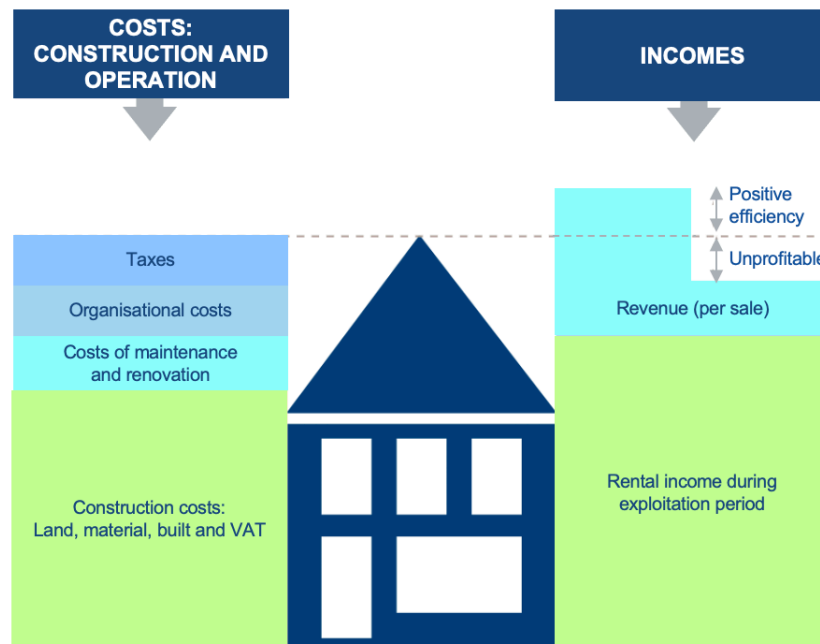 COSTS:
CONSTRUCTION AND
OPERATION
INCOMES
Positive
efficiency
Unprofitable
Taxes
Organisational costs
Revenue (per sale)
Costs of maintenance
and renovation
Rental income during
exploitation period
Construction costs:
Land, material, built and VAT